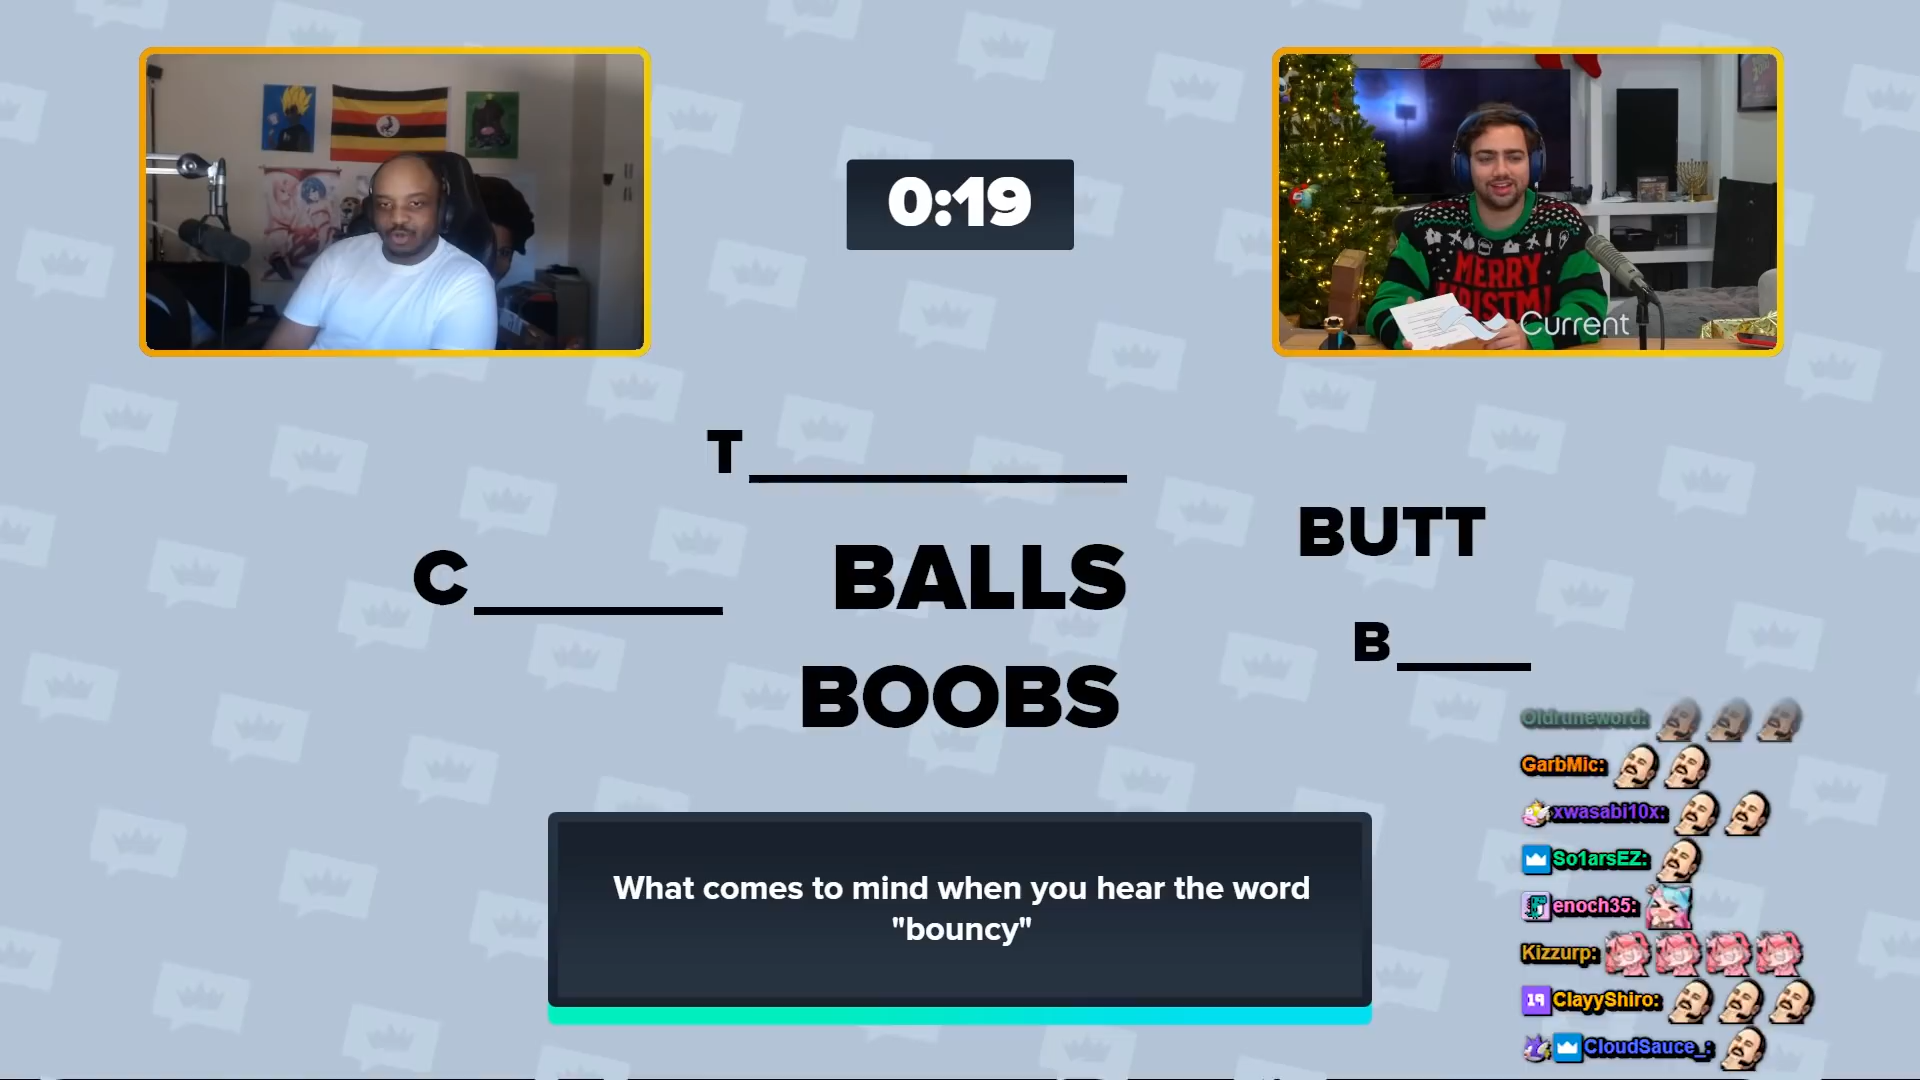 0:19
MERRY
Current
T
BUTT
C
BALLS
B
BOOBS
What comes to mind when you hear the word
"bouncy"
Oldruneword:
GarbMic:
xwasabi10x:
So1arsEZ:
enoch35:
Kizzurp:
19 ClayyShiro:
CloudSauce_: